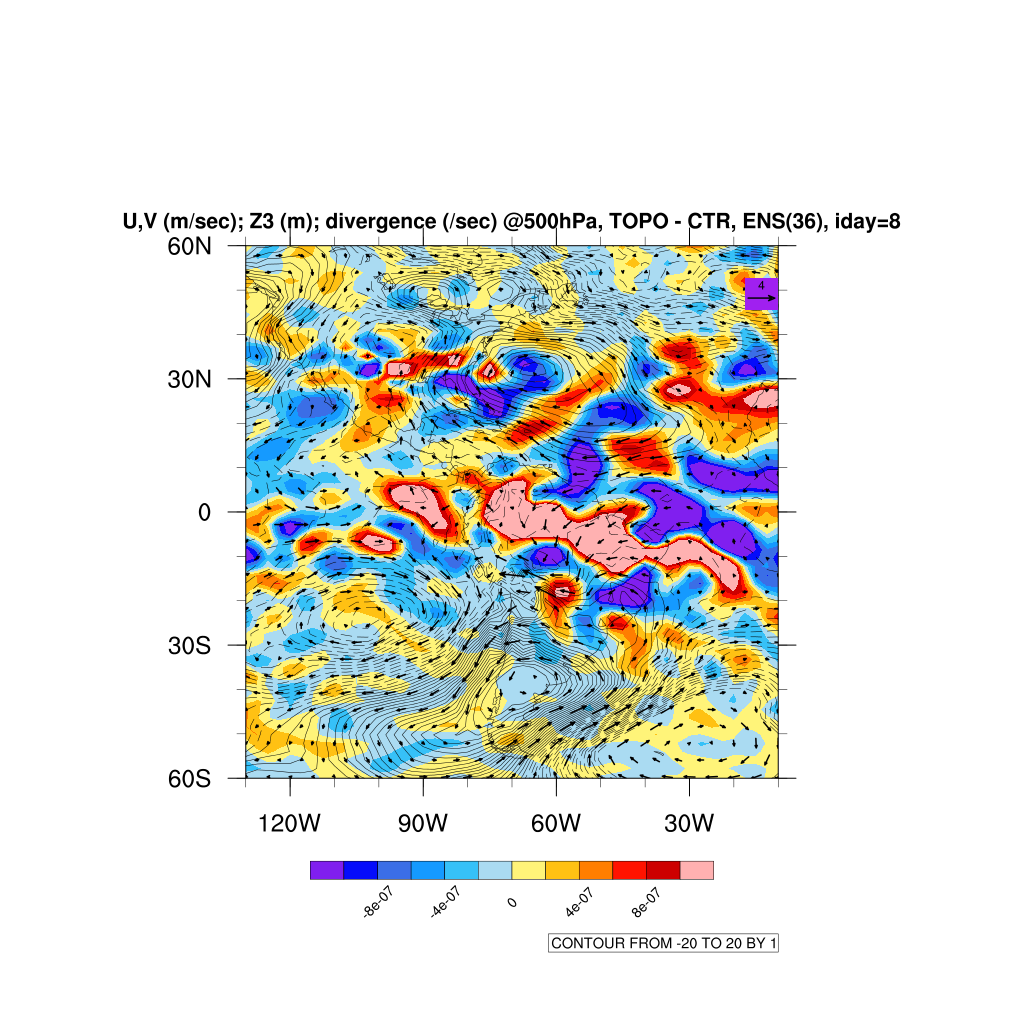 U,V (m/sec); Z3 (m); divergence (/sec) @500hPa, TOPO - CTR, ENS(36), iday=8
60N
4
30N
0
30S
60S
120W 90W 60W 30W
-8e-07 -4e-07 0 4e-07 8e-07
CONTOUR FROM -20 TO 20 BY 1